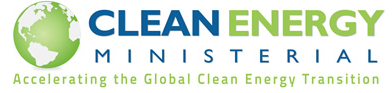 CLEAN ENERGY
MINISTERIAL
Accelerating the Global Clean Energy Transition